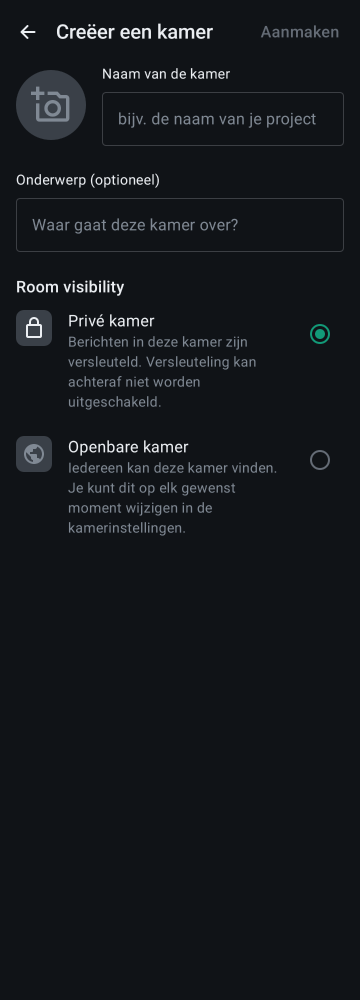 Creëer een kamer
Aanmaken
Naam van de kamer
bijv. de naam van je project
Onderwerp (optioneel)
Waar gaat deze kamer over?
Room visibility
Privé kamer
Berichten in deze kamer zijn
versleuteld. Versleuteling kan
achteraf niet worden
uitgeschakeld.
Openbare kamer
Iedereen kan deze kamer vinden.
Je kunt dit op elk gewenst
moment wijzigen in de
kamerinstellingen.